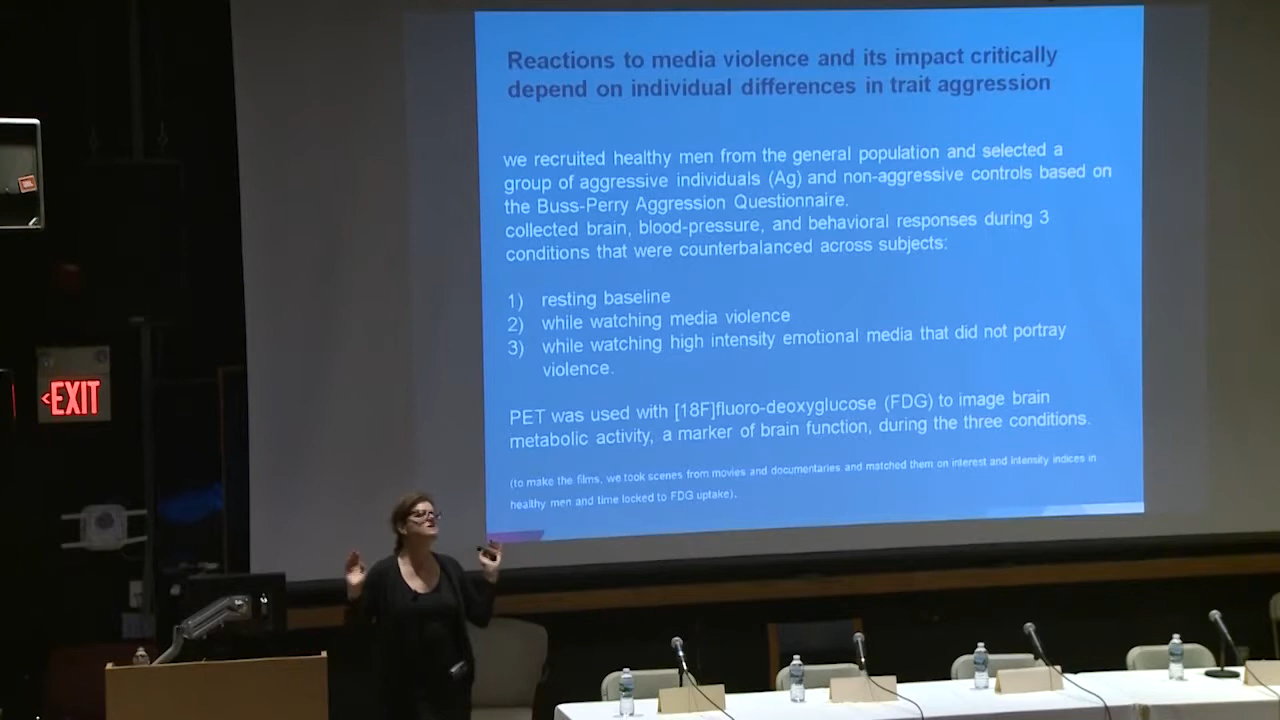 Reactions to media violence and its impact critically
depend on individual differences in trait aggression
we recruited healthy men from the general population and selected a
group of aggressive individuals (Ag) and non-aggressive controls based on
the Buss-Perry Aggression Questionnaire.
collected brain, blood-pressure, and behavioral responses during 3
conditions that were counterbalanced across subjects:
1) resting baseline
2) while watching media violence
3) while watching high intensity emotional media that did not portray
violence.
PET was used with [18F]fluoro-deoxyglucose (FDG) to image brain
metabolic activity, a marker of brain function, during the three conditions.
(to make the films, we took scenes from movies and documentaries and matched them on interest and intensity indices in
healthy men and time locked to FDG uptake).
<EXIT